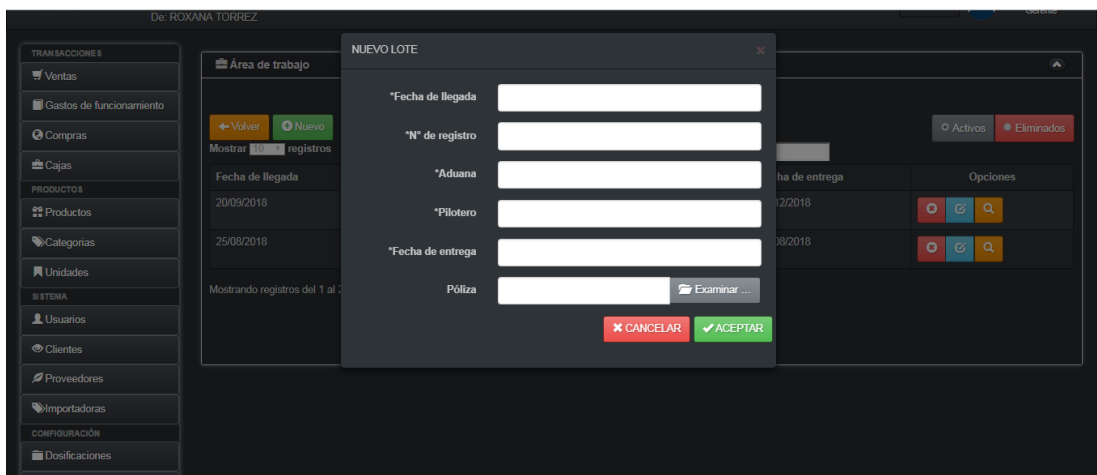 De: ROXANA TORREZ
Gerente
TRANSACCIONES
Ventas
Gastos de funcionamiento
Compras
Cajas
PRODUCTOS
Productos
Categorias
Unidades
SISTEMA
Usuarios
Clientes
Proveedores
Importadoras
CONFIGURACIÓN
Dosificaciones
Área de trabajo
Volver
Nuevo
Activos
Eliminados
Mostrar 10 registros
Fecha de llegada
ha de entrega
Opciones
20/09/2018
12/2018
25/08/2018
08/2018
Mostrando registros del 1 al 2
NUEVO LOTE
*Fecha de llegada
*N° de registro
*Aduana
*Pilotero
*Fecha de entrega
Póliza
Examinar ...
CANCELAR
ACEPTAR